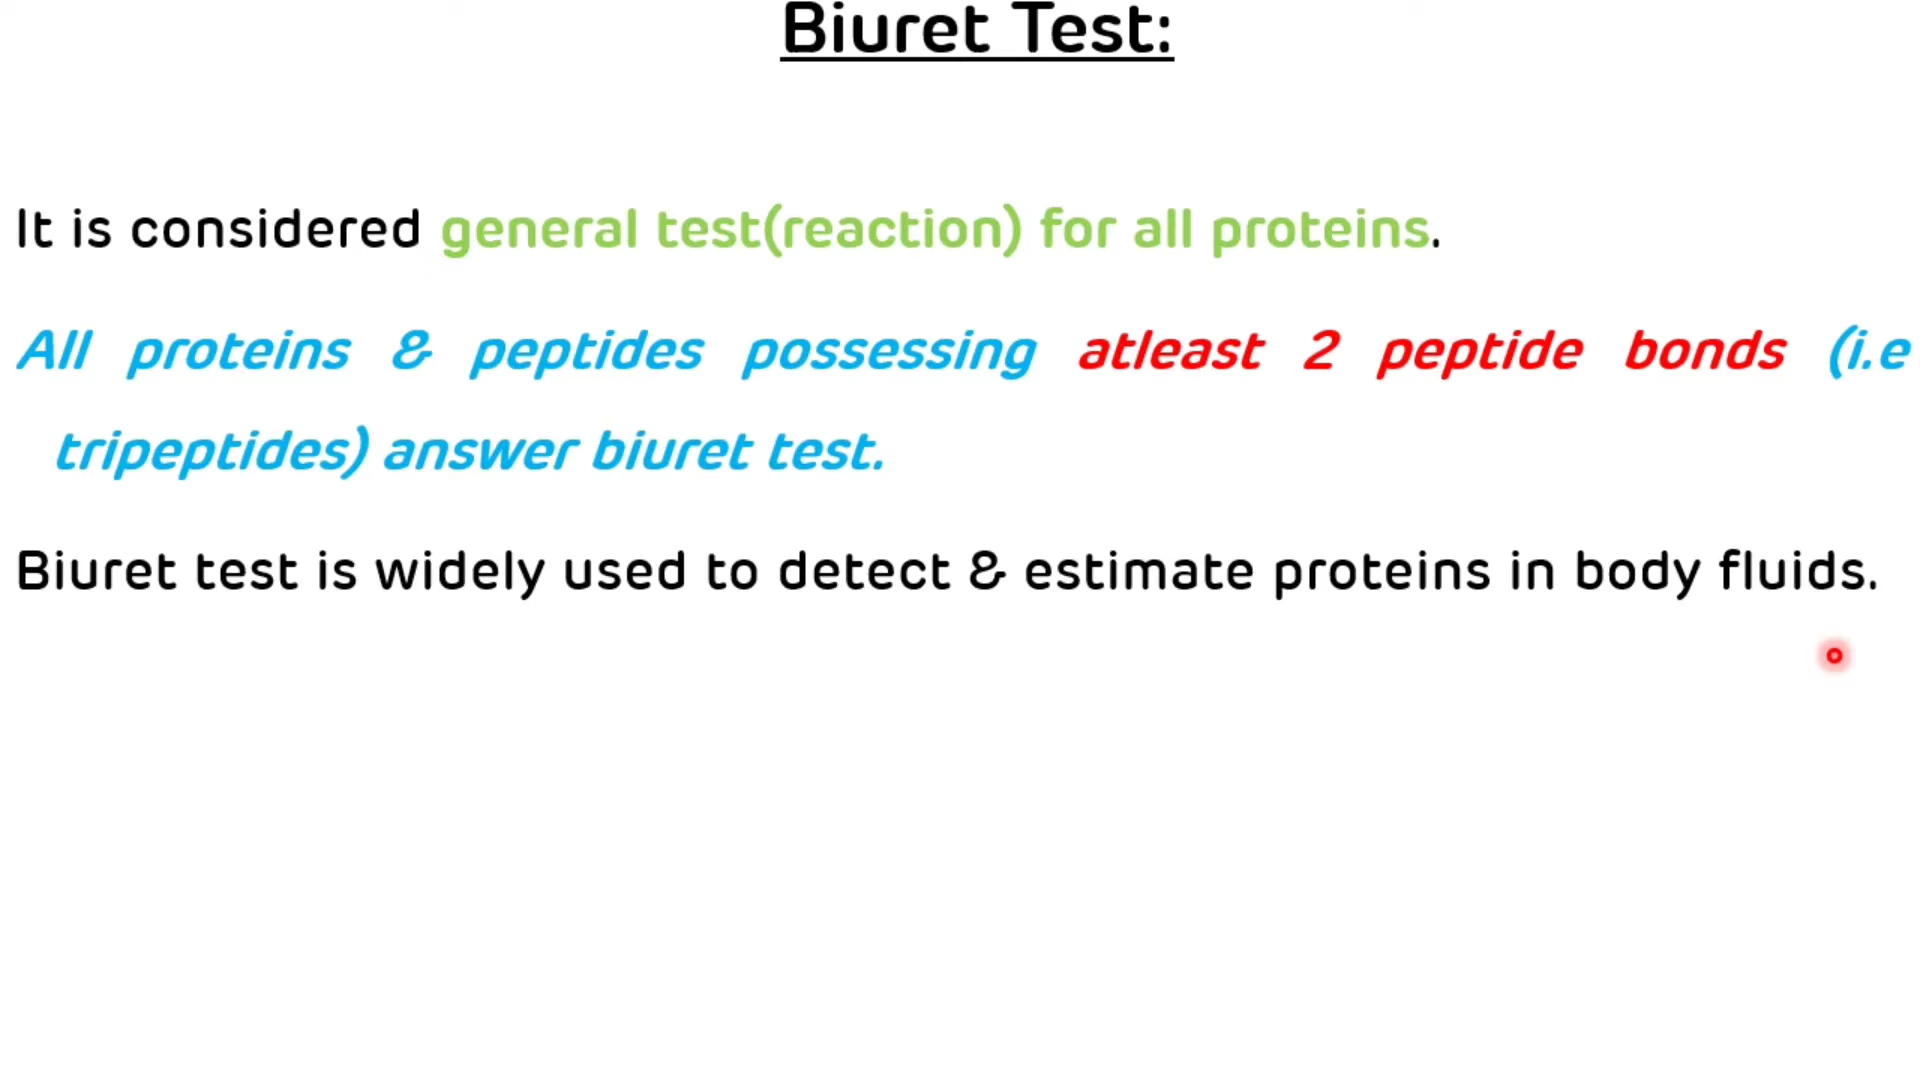 Biuret Test:
It is considered general test(reaction) for all proteins.
All proteins & peptides possessing atleast 2 peptide bonds (i.e
tripeptides) answer biuret test.
Biuret test is widely used to detect & estimate proteins in body fluids.